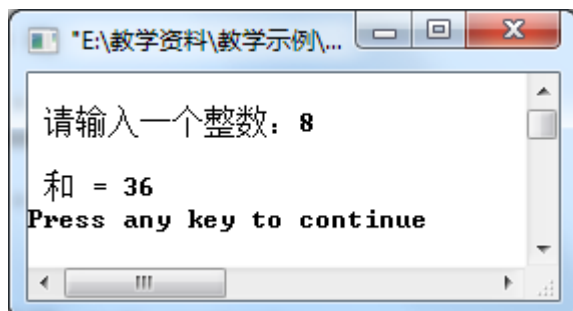 "E:\教学资料\教学示例\...
请输入一个整数：8
和 = 36
Press any key to continue